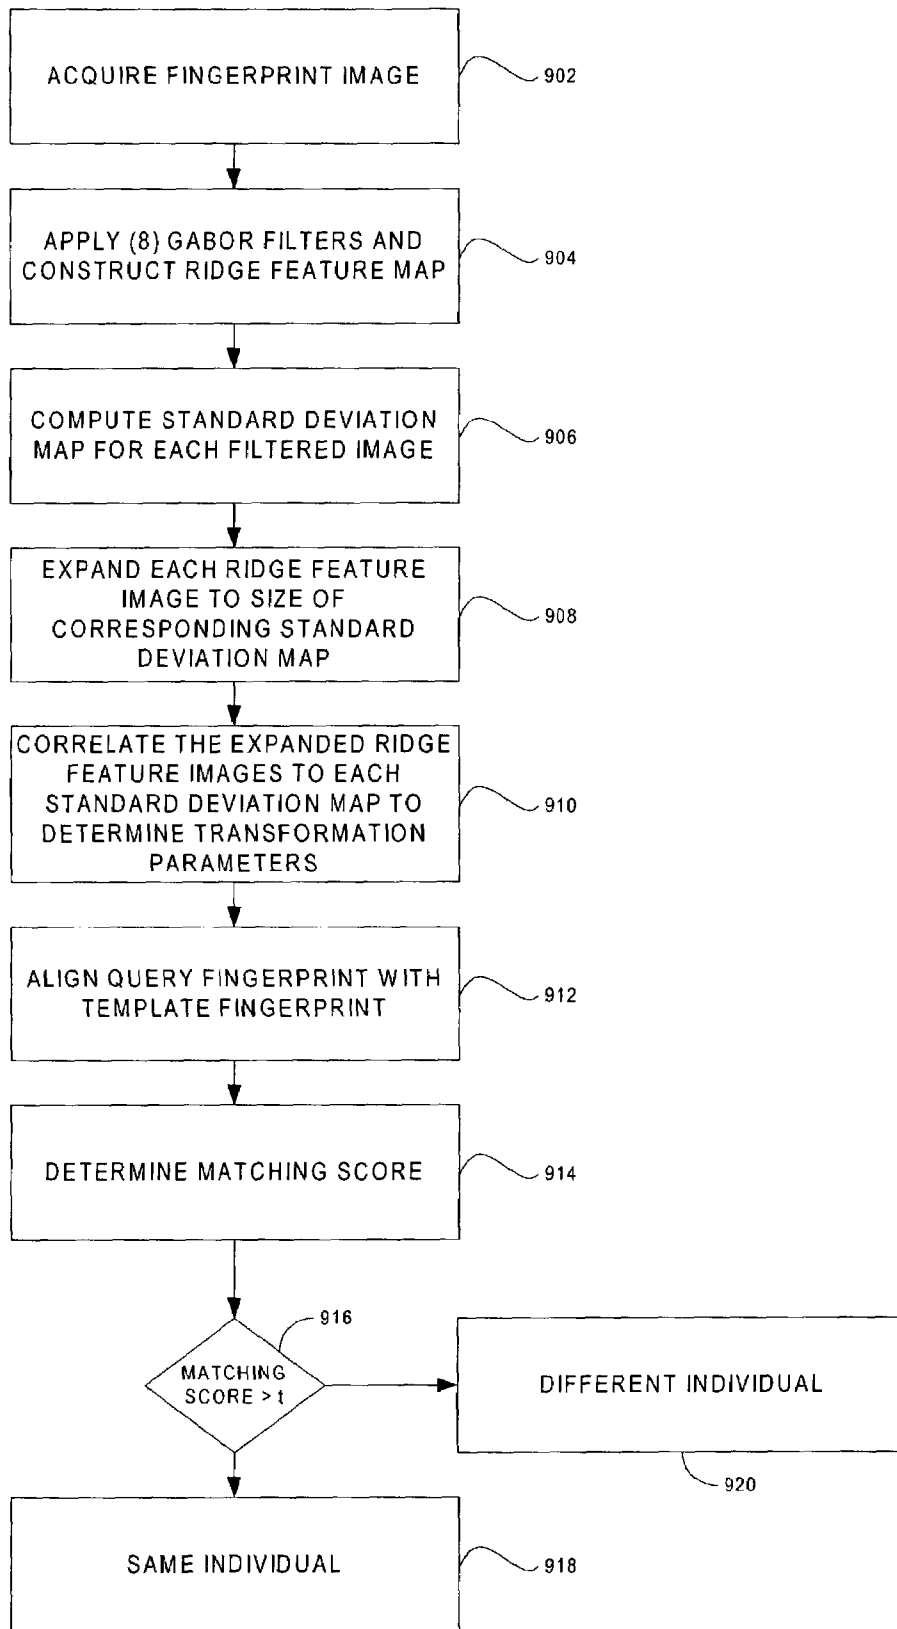 ACQUIRE FINGERPRINT IMAGE
902
APPLY (8) GABOR FILTERS AND
CONSTRUCT RIDGE FEATURE MAP
904
COMPUTE STANDARD DEVIATION
MAP FOR EACH FILTERED IMAGE
906
EXPAND EACH RIDGE FEATURE
IMAGE TO SIZE OF
CORRESPONDING STANDARD
DEVIATION MAP
908
CORRELATE THE EXPANDED RIDGE
FEATURE IMAGES TO EACH
STANDARD DEVIATION MAP TO
DETERMINE TRANSFORMATION
PARAMETERS
910
ALIGN QUERY FINGERPRINT WITH
TEMPLATE FINGERPRINT
912
DETERMINE MATCHING SCORE
914
916
MATCHING
SCORE > t
DIFFERENT INDIVIDUAL
920
SAME INDIVIDUAL
918